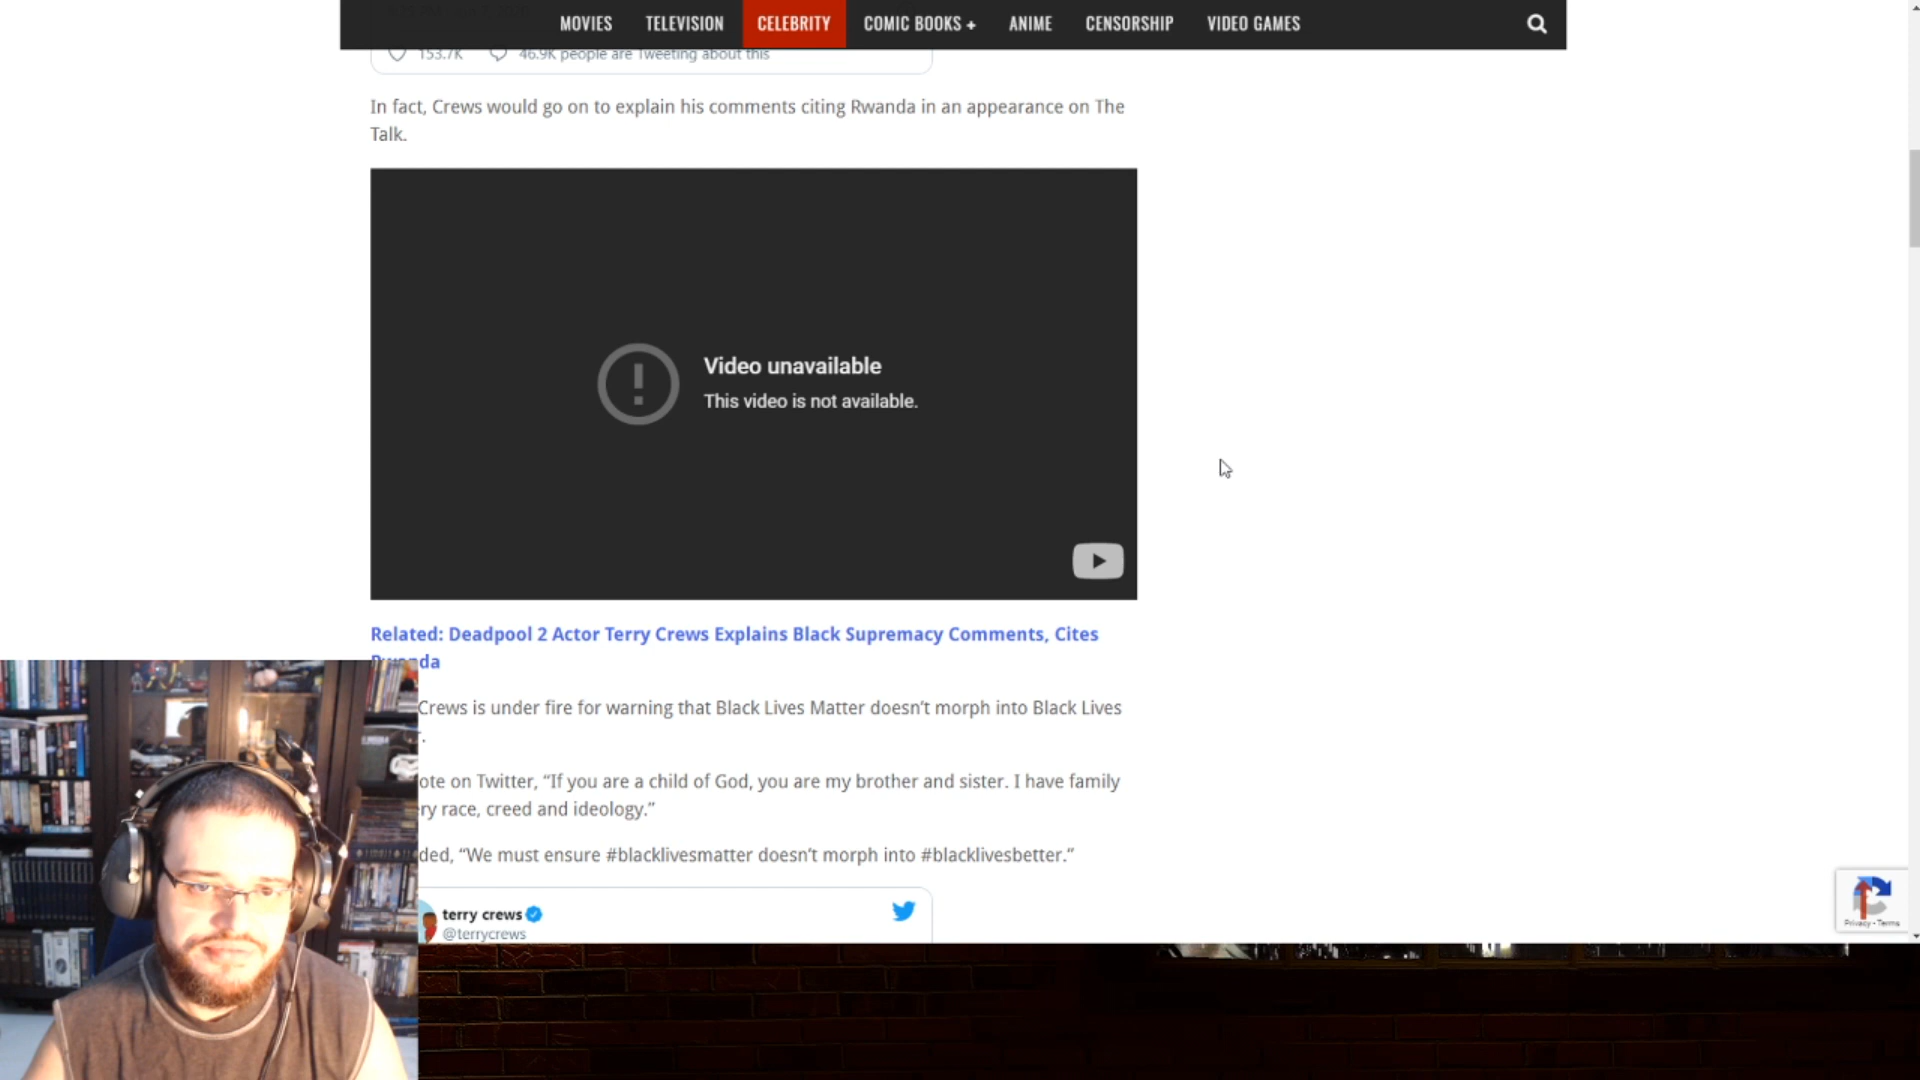 MOVIES TELEVISION CELEBRITY COMIC BOOKS + ANIME CENSORSHIP VIDEO GAMES
153.7K 46.9K people are Tweeting about this
In fact, Crews would go on to explain his comments citing Rwanda in an appearance on The
Talk.
Video unavailable
This video is not available.
Related: Deadpool 2 Actor Terry Crews Explains Black Supremacy Comments, Cites
Rwanda
Crews is under fire for warning that Black Lives Matter doesn’t morph into Black Lives
ote on Twitter, “If you are a child of God, you are my brother and sister. I have family
ry race, creed and ideology.”
ded, “We must ensure #blacklivesmatter doesn’t morph into #blacklivesbetter.”
terry crews
@terrycrews
Privacy - Terms